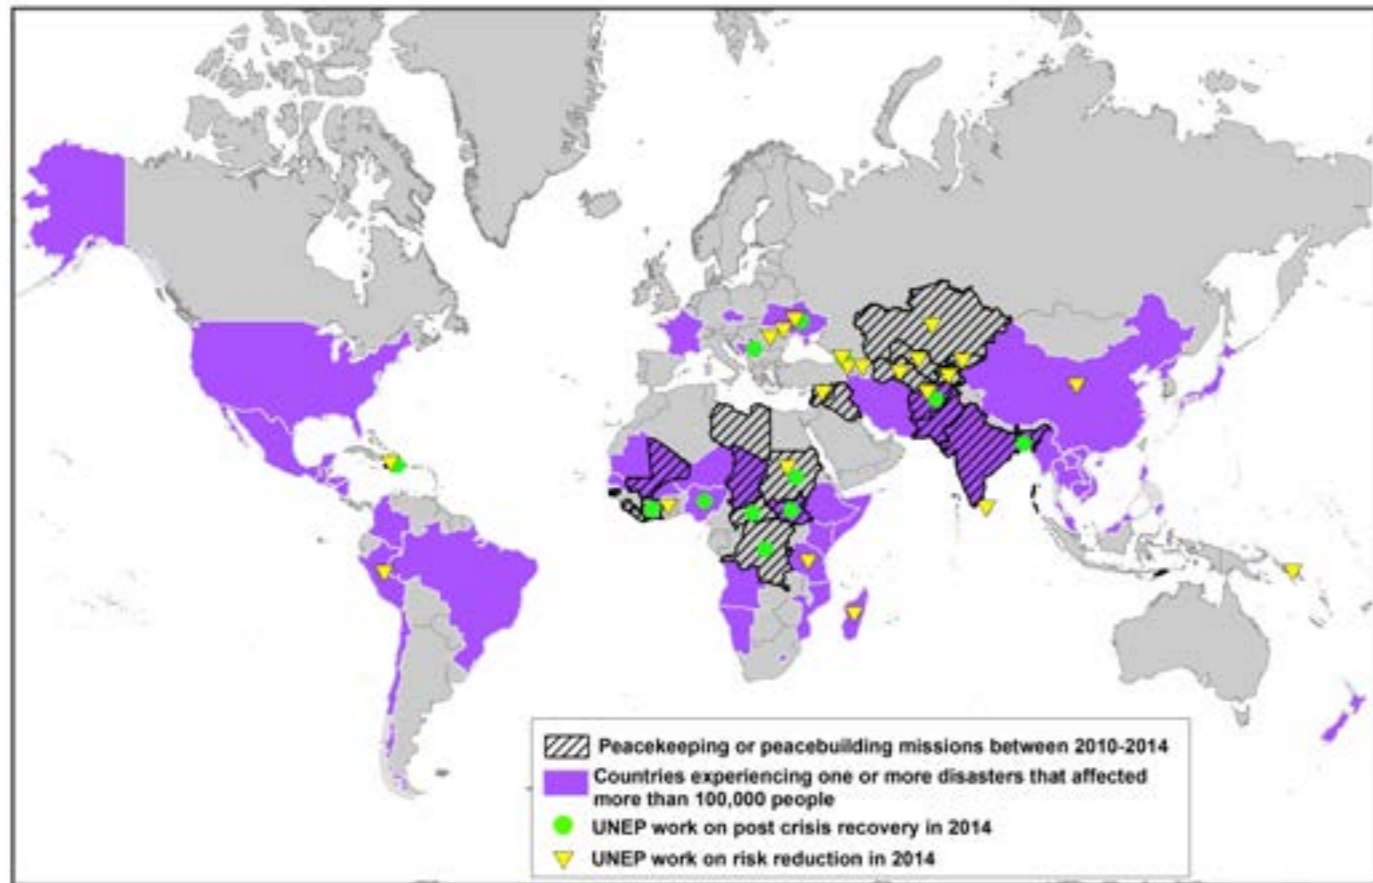 Peacekeeping or peacebuilding missions between 2010-2014
Countries experiencing one or more disasters that affected
more than 100,000 people
UNEP work on post crisis recovery in 2014
UNEP work on risk reduction in 2014